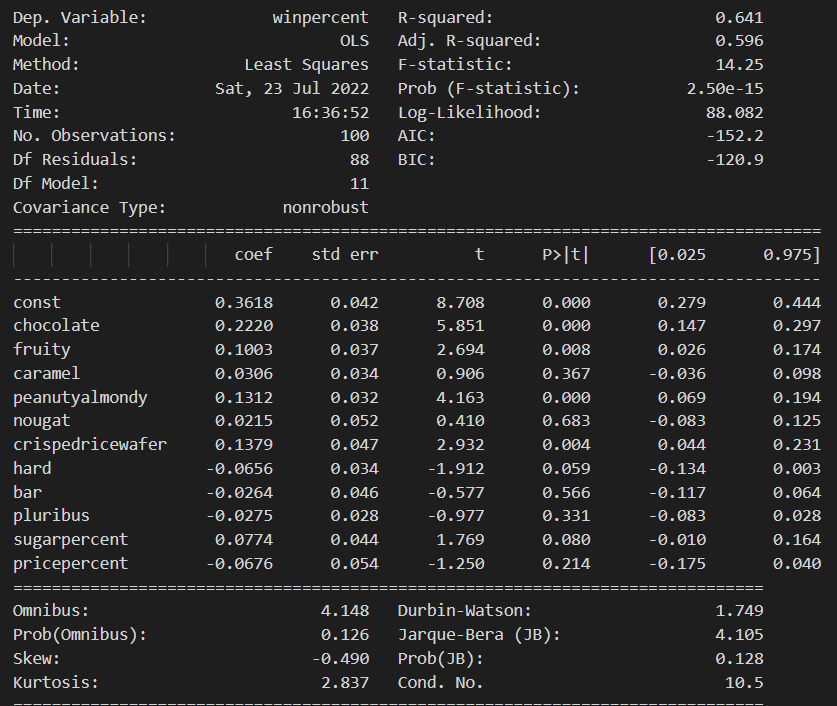 Dep. Variable: winpercent R-squared: 0.641
Model: OLS Adj. R-squared: 0.596
Method: Least Squares F-statistic: 14.25
Date: Sat, 23 Jul 2022 Prob (F-statistic): 2.50e-15
Time: 16:36:52 Log-Likelihood: 88.082
No. Observations: 100 AIC: -152.2
Df Residuals: 88 BIC: -120.9
Df Model: 11
Covariance Type: nonrobust
====================================================================================
coef std err t P>|t| [0.025 0.975]
------------------------------------------------------------------------------------
const 0.3618 0.042 8.708 0.000 0.279 0.444
chocolate 0.2220 0.038 5.851 0.000 0.147 0.297
fruity 0.1003 0.037 2.694 0.008 0.026 0.174
caramel 0.0306 0.034 0.906 0.367 -0.036 0.098
peanutyalmondy 0.1312 0.032 4.163 0.000 0.069 0.194
nougat 0.0215 0.052 0.410 0.683 -0.083 0.125
crispedricewafer 0.1379 0.047 2.932 0.004 0.044 0.231
hard -0.0656 0.034 -1.912 0.059 -0.134 0.003
bar -0.0264 0.046 -0.577 0.566 -0.117 0.064
pluribus -0.0275 0.028 -0.977 0.331 -0.083 0.028
sugarpercent 0.0774 0.044 1.769 0.080 -0.010 0.164
pricepercent -0.0676 0.054 -1.250 0.214 -0.175 0.040
==============================================================================
Omnibus: 4.148 Durbin-Watson: 1.749
Prob(Omnibus): 0.126 Jarque-Bera (JB): 4.105
Skew: -0.490 Prob(JB): 0.128
Kurtosis: 2.837 Cond. No. 10.5
==============================================================================